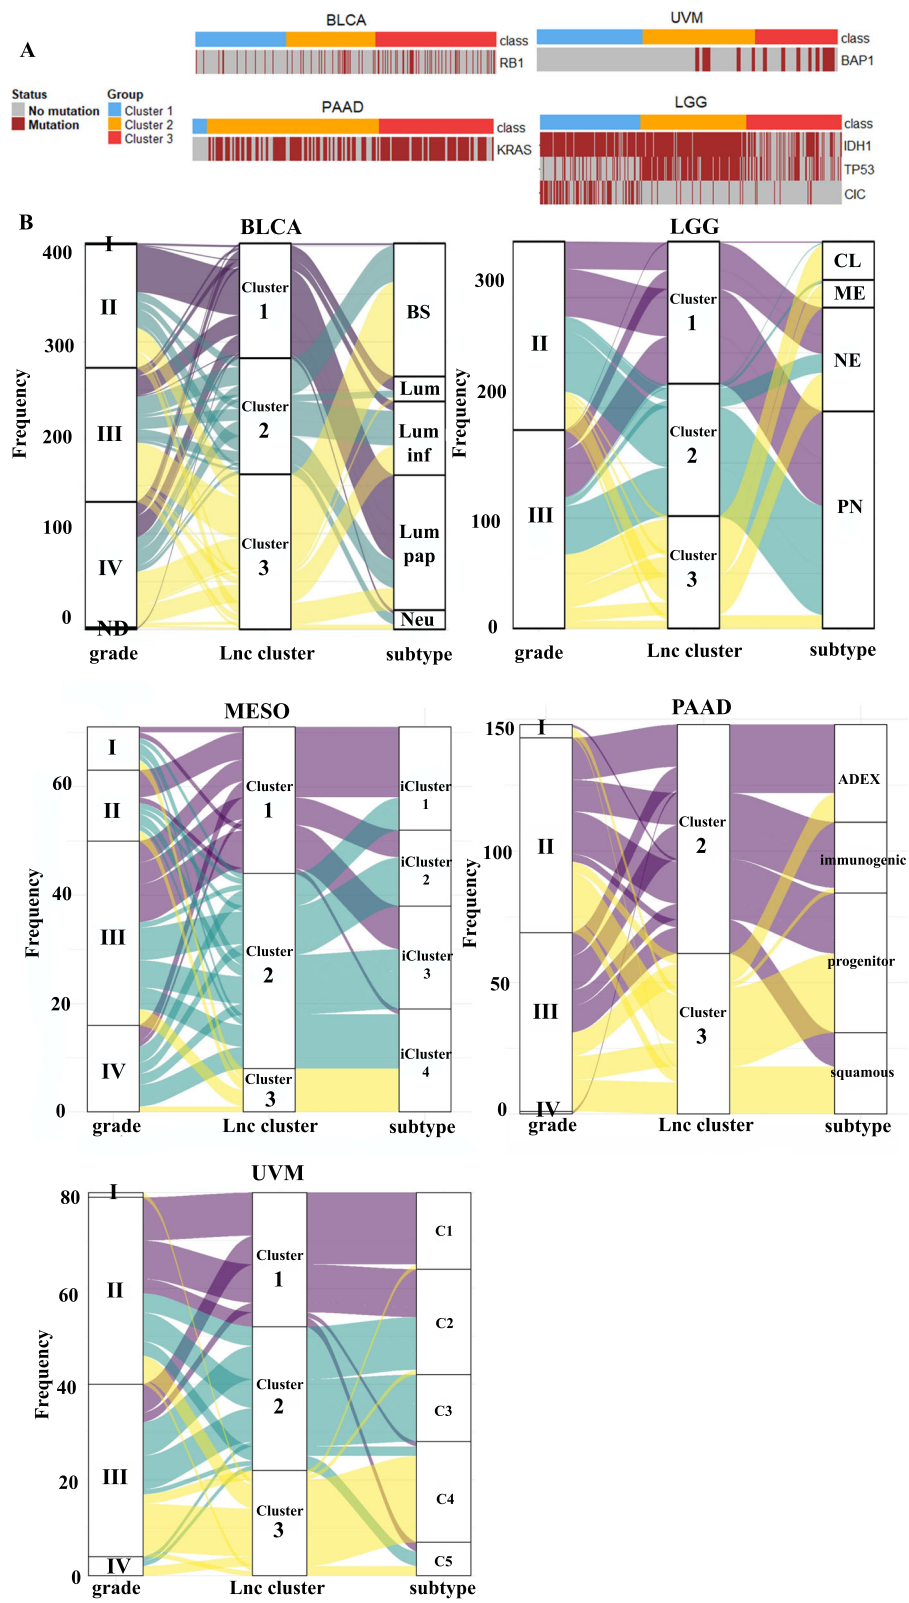 A
BLCA
class
RB1
UVM
class
BAP1
Status
No mutation
Mutation
Group
Cluster 1
Cluster 2
Cluster 3
PAAD
class
KRAS
LGG
class
IDH1
TP53
CIC
B
BLCA
400
300
200
100
0
Frequency
I
II
III
IV
ND
Cluster
1
Cluster
2
Cluster
3
BS
Lum
Lum
inf
Lum
pap
Neu
grade
Lnc cluster
subtype
LGG
300
200
100
0
Frequency
II
III
Cluster
1
Cluster
2
Cluster
3
CL
ME
NE
PN
grade
Lnc cluster
subtype
MESO
60
40
20
0
Frequency
I
II
III
IV
Cluster
1
Cluster
2
Cluster
3
iCluster
1
iCluster
2
iCluster
3
iCluster
4
grade
Lnc cluster
subtype
PAAD
150
100
50
0
Frequency
I
II
III
IV
Cluster
2
Cluster
3
ADEX
immunogenic
progenitor
squamous
grade
Lnc cluster
subtype
UVM
80
60
40
20
0
Frequency
I
II
III
IV
Cluster
1
Cluster
2
Cluster
3
C1
C2
C3
C4
C5
grade
Lnc cluster
subtype